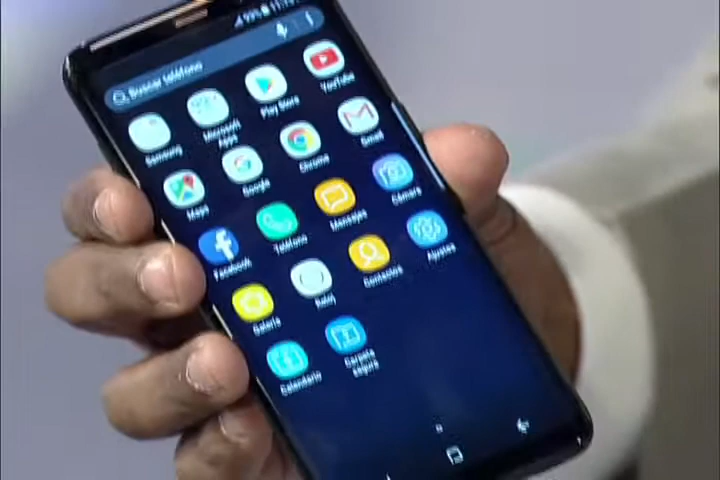 Buscar teléfono
Samsung
Microsoft Apps
Play Store
YouTube
Maps
Google
Chrome
Gmail
Facebook
Teléfono
Mensajes
Cámara
Galería
Reloj
Contactos
Ajustes
Calendario
Carpeta segura